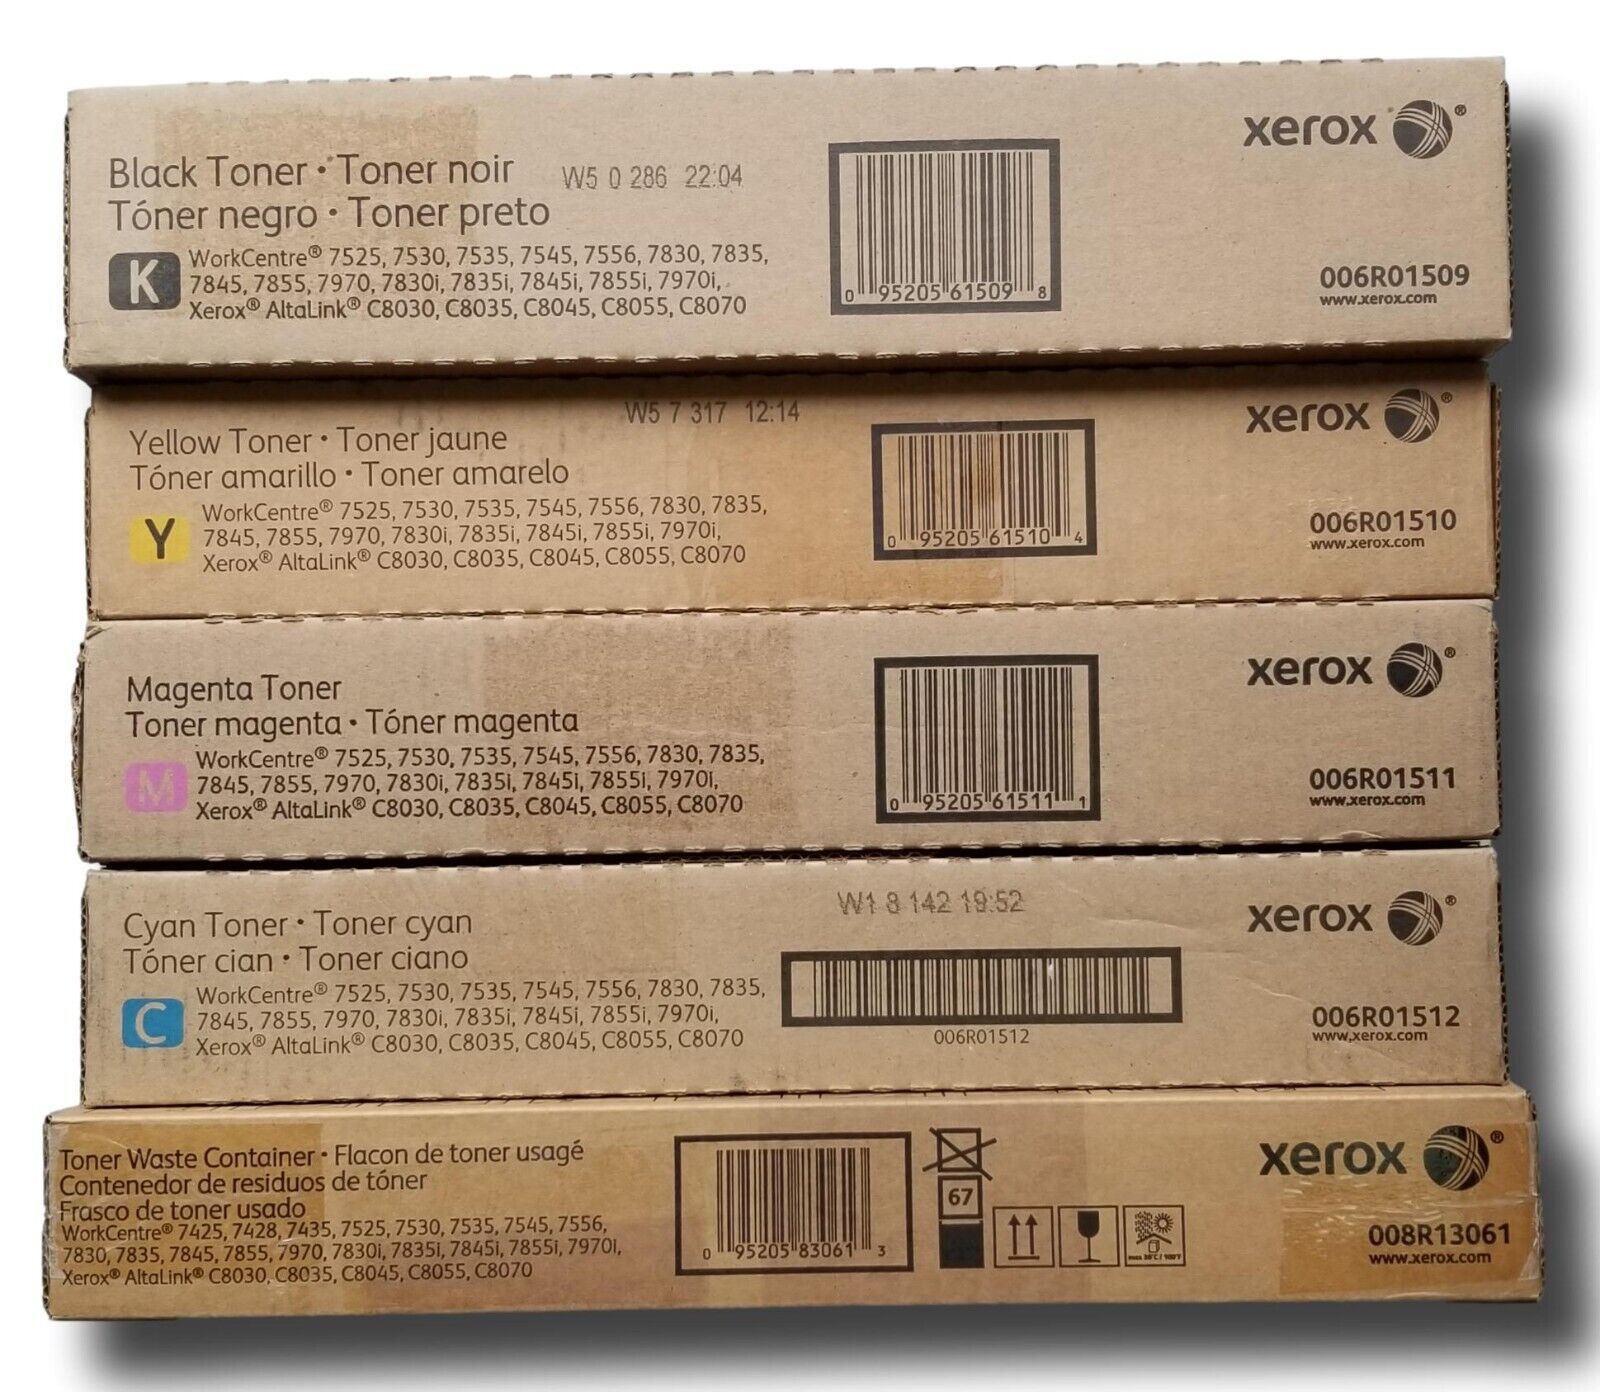 Black Toner • Toner noir
Tóner negro • Toner preto
W5 0 286 22:04
K
WorkCentre® 7525, 7530, 7535, 7545, 7556, 7830, 7835,
7845, 7855, 7970, 7830i, 7835i, 7845i, 7855i, 7970i,
Xerox® AltaLink® C8030, C8035, C8045, C8055, C8070
0 95205 61509 8
xerox ®
006R01509
www.xerox.com
W5 7 317 12:14
Yellow Toner • Toner jaune
Tóner amarillo • Toner amarelo
Y
WorkCentre® 7525, 7530, 7535, 7545, 7556, 7830, 7835,
7845, 7855, 7970, 7830i, 7835i, 7845i, 7855i, 7970i,
Xerox® AltaLink® C8030, C8035, C8045, C8055, C8070
0 95205 61510 4
xerox ®
006R01510
www.xerox.com
Magenta Toner
Toner magenta • Tóner magenta
M
WorkCentre® 7525, 7530, 7535, 7545, 7556, 7830, 7835,
7845, 7855, 7970, 7830i, 7835i, 7845i, 7855i, 7970i,
Xerox® AltaLink® C8030, C8035, C8045, C8055, C8070
0 95205 61511 1
xerox ®
006R01511
www.xerox.com
W1 8 142 19:52
Cyan Toner • Toner cyan
Tóner cian • Toner ciano
C
WorkCentre® 7525, 7530, 7535, 7545, 7556, 7830, 7835,
7845, 7855, 7970, 7830i, 7835i, 7845i, 7855i, 7970i,
Xerox® AltaLink® C8030, C8035, C8045, C8055, C8070
006R01512
xerox ®
006R01512
www.xerox.com
Toner Waste Container • Flacon de toner usagé
Contenedor de residuos de tóner
Frasco de toner usado
WorkCentre® 7425, 7428, 7435, 7525, 7530, 7535, 7545, 7556,
7830, 7835, 7845, 7855, 7970, 7830i, 7835i, 7845i, 7855i, 7970i,
Xerox® AltaLink® C8030, C8035, C8045, C8055, C8070
0 95205 83061 3
67
xerox ®
008R13061
www.xerox.com